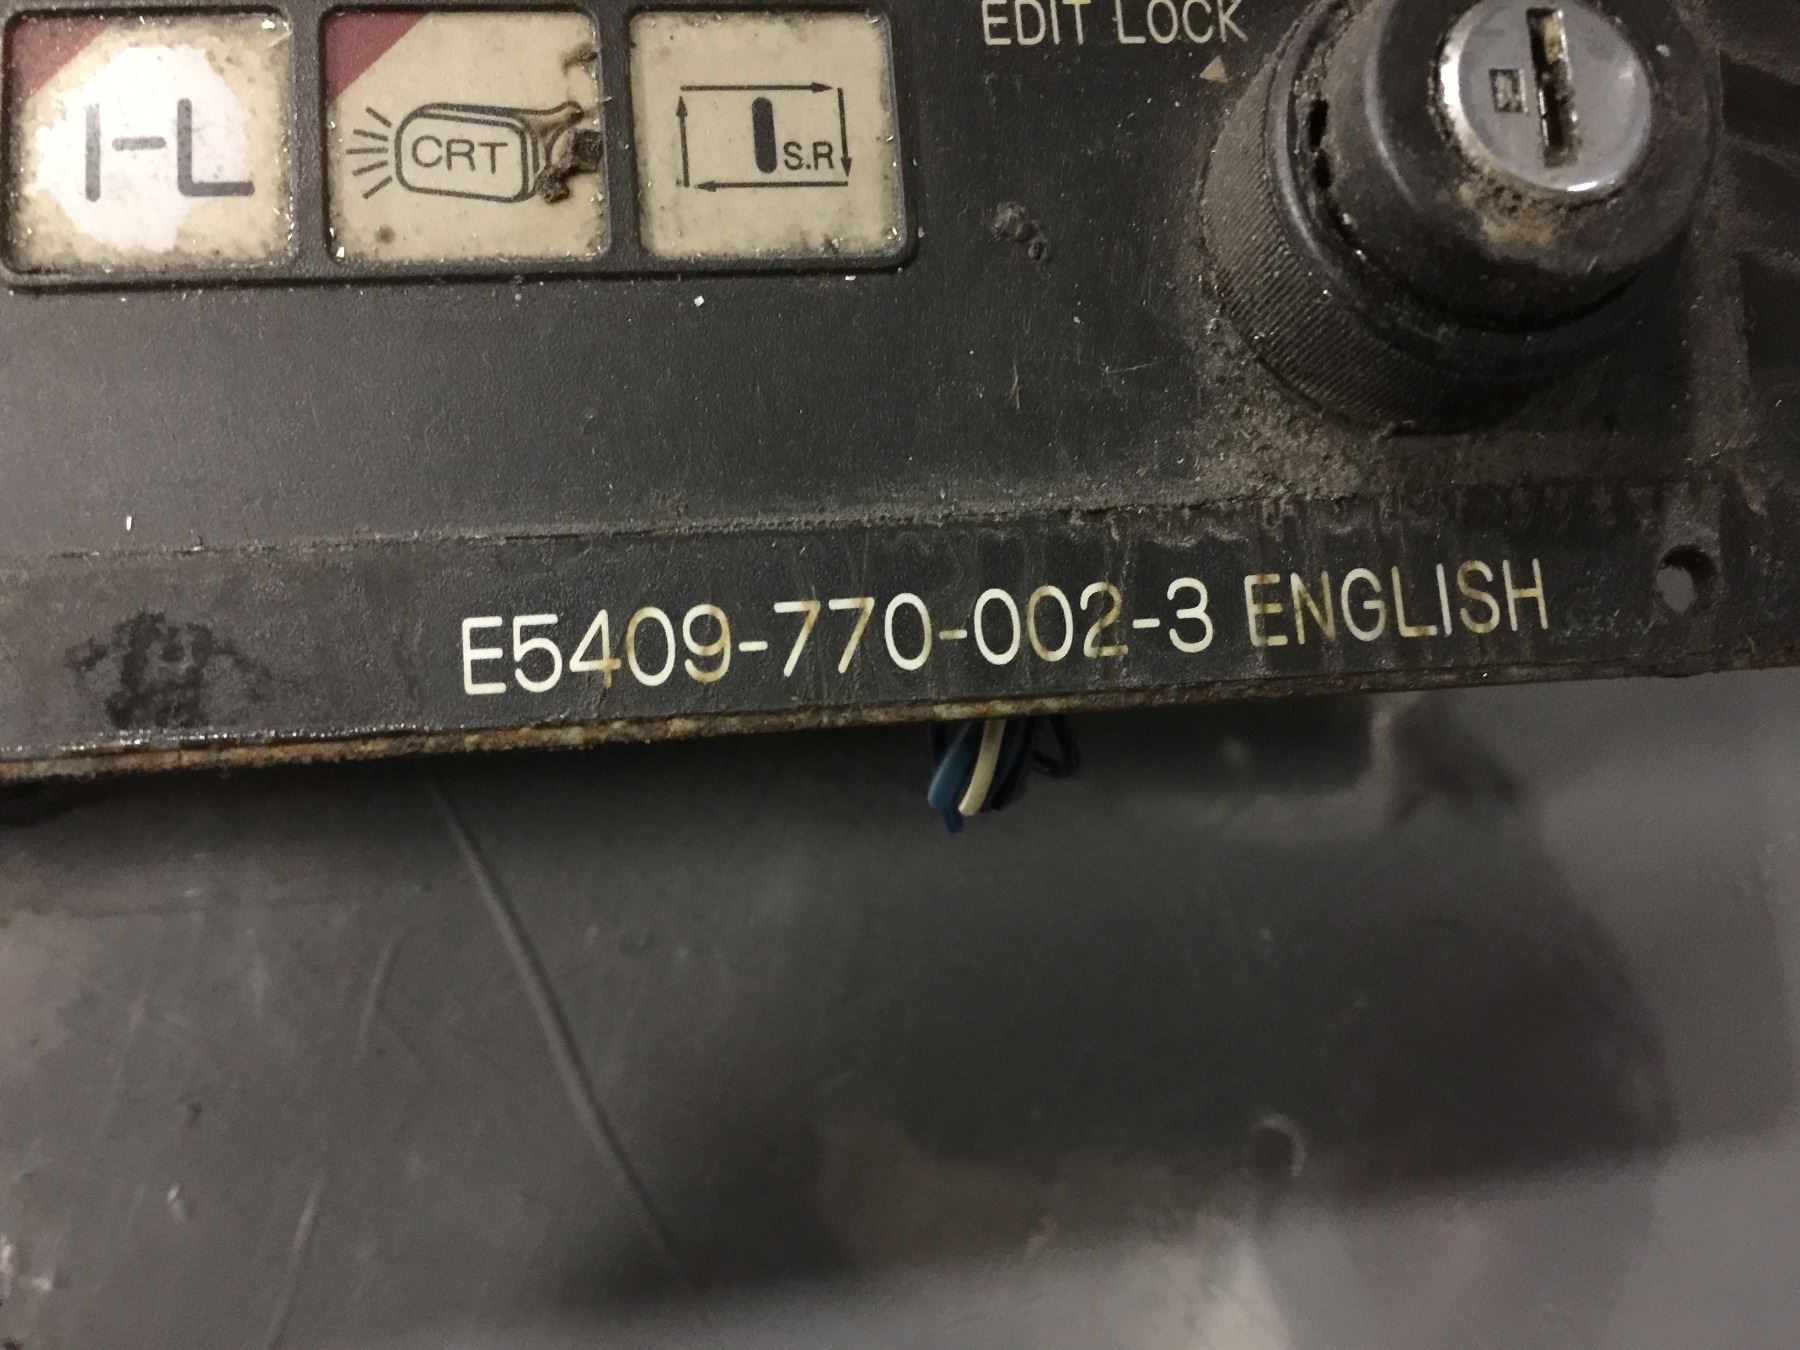 EDIT LOCK
I-L
CRT
S.R
E5409-770-002-3 ENGLISH